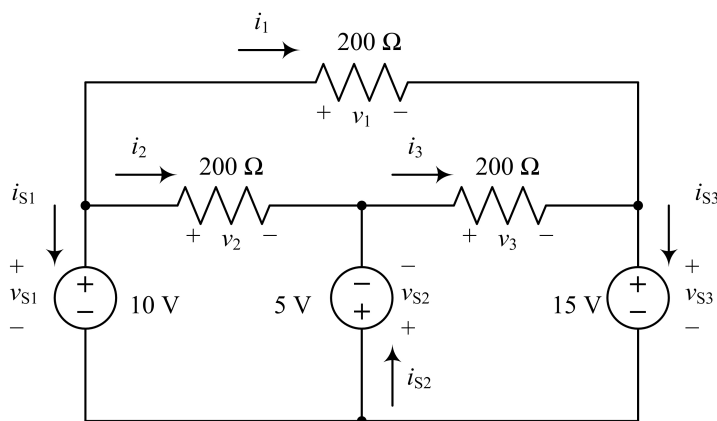 i1
200 Ω
+ v1 −
i2
200 Ω
i3
200 Ω
iS1
iS3
+ v2 −
+ v3 −
+
vS1
−
+
−
10 V
5 V
−
+
−
vS2
+
15 V
+
−
+
vS3
−
iS2